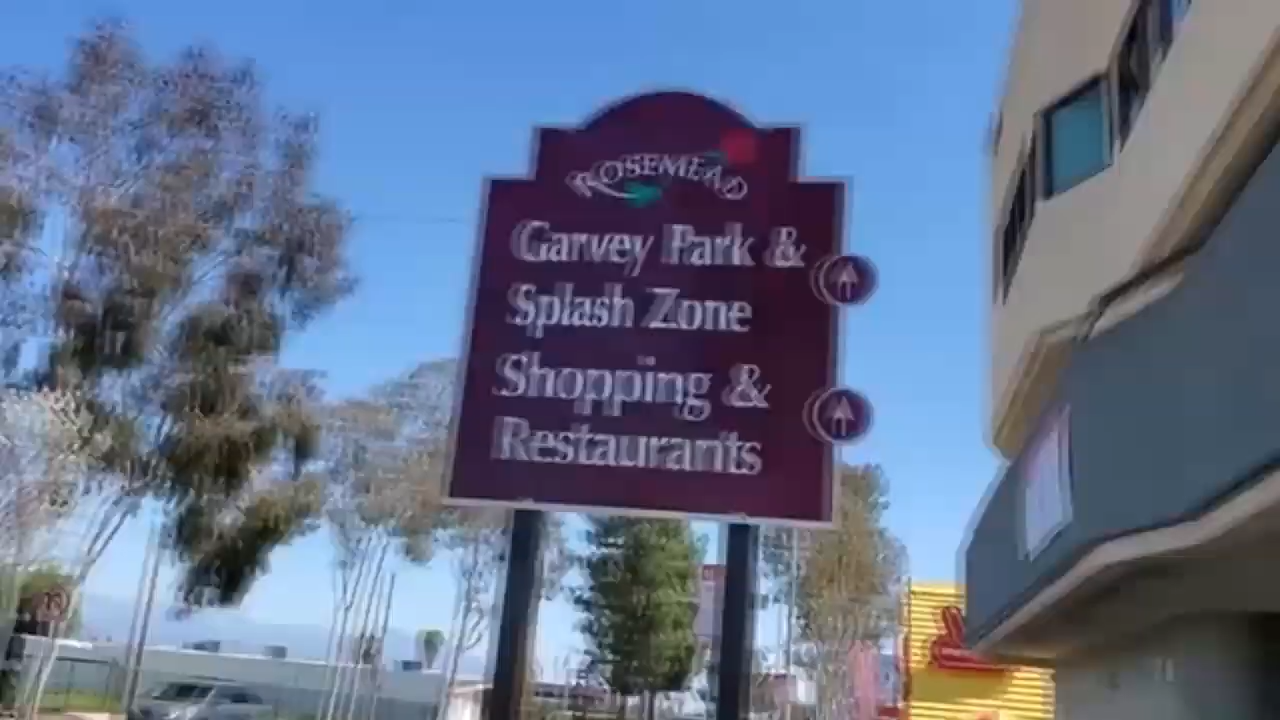 ROSEMEAD
Garvey Park &
Splash Zone
Shopping &
Restaurants